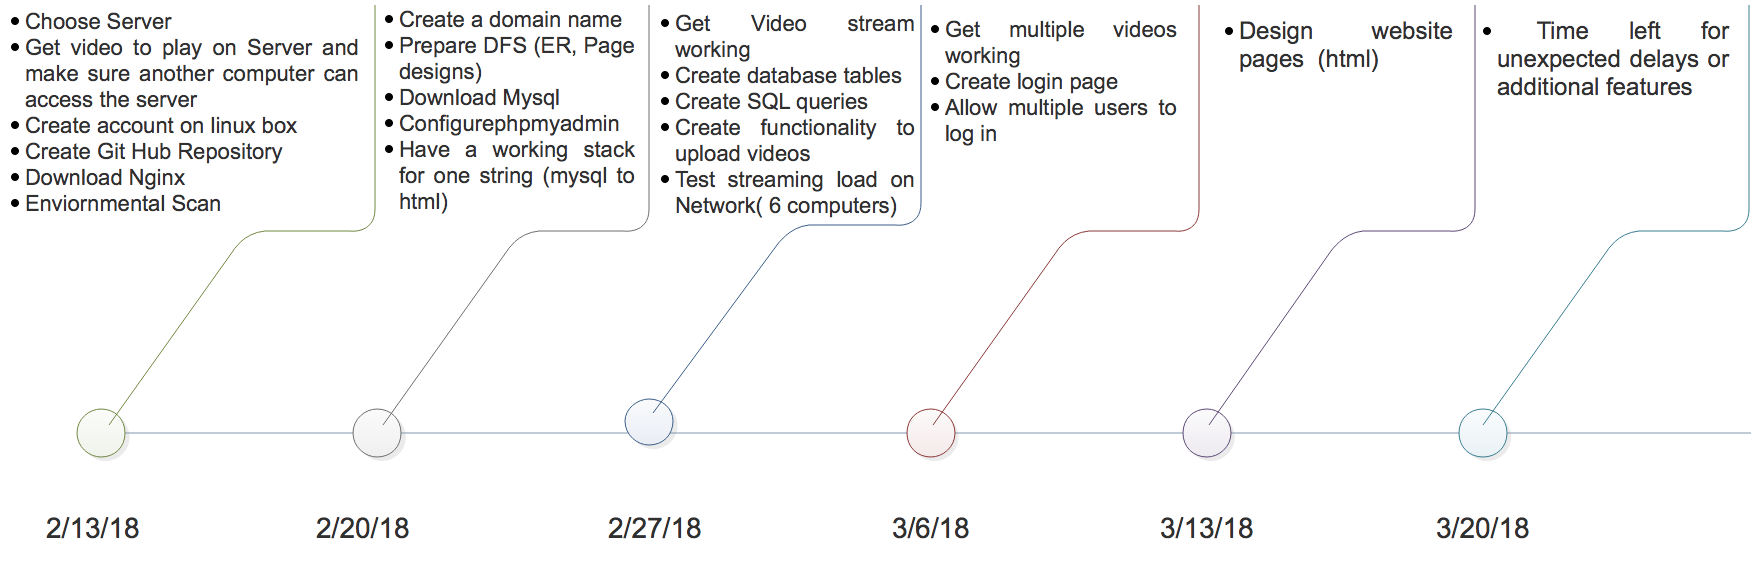 • Choose Server
• Get video to play on Server and
make sure another computer can
access the server
• Create account on linux box
• Create Git Hub Repository
• Download Nginx
• Enviornmental Scan
• Create a domain name
• Prepare DFS (ER, Page
designs)
• Download Mysql
• Configurephpmyadmin
• Have a working stack
for one string (mysql to
html)
• Get Video stream
working
• Create database tables
• Create SQL queries
• Create functionality to
upload videos
• Test streaming load on
Network( 6 computers)
• Get multiple videos
working
• Create login page
• Allow multiple users to
log in
• Design website
pages (html)
• Time left for
unexpected delays or
additional features
2/13/18
2/20/18
2/27/18
3/6/18
3/13/18
3/20/18